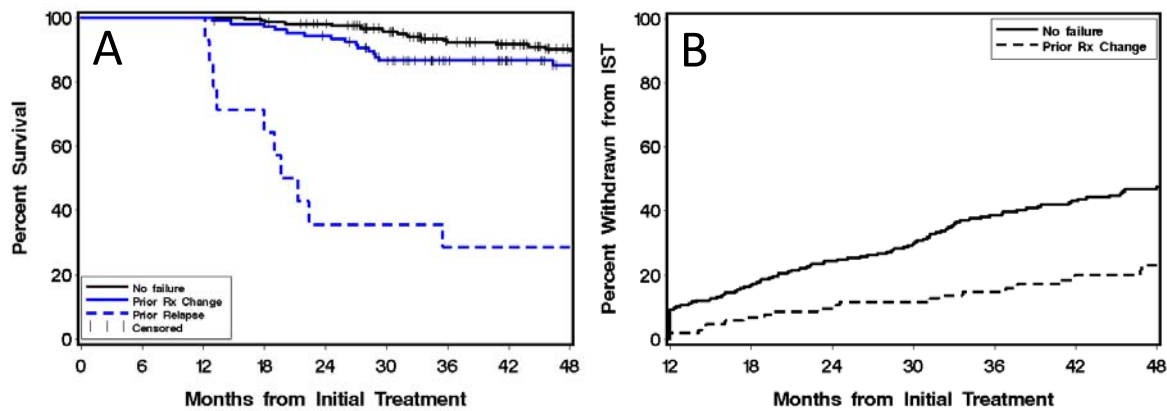 A
Percent Survival
100
80
60
40
20
0
No failure
Prior Rx Change
Prior Relapse
Censored
0 6 12 18 24 30 36 42 48
Months from Initial Treatment
B
Percent Withdrawn from IST
100
80
60
40
20
0
No failure
Prior Rx Change
12 18 24 30 36 42 48
Months from Initial Treatment